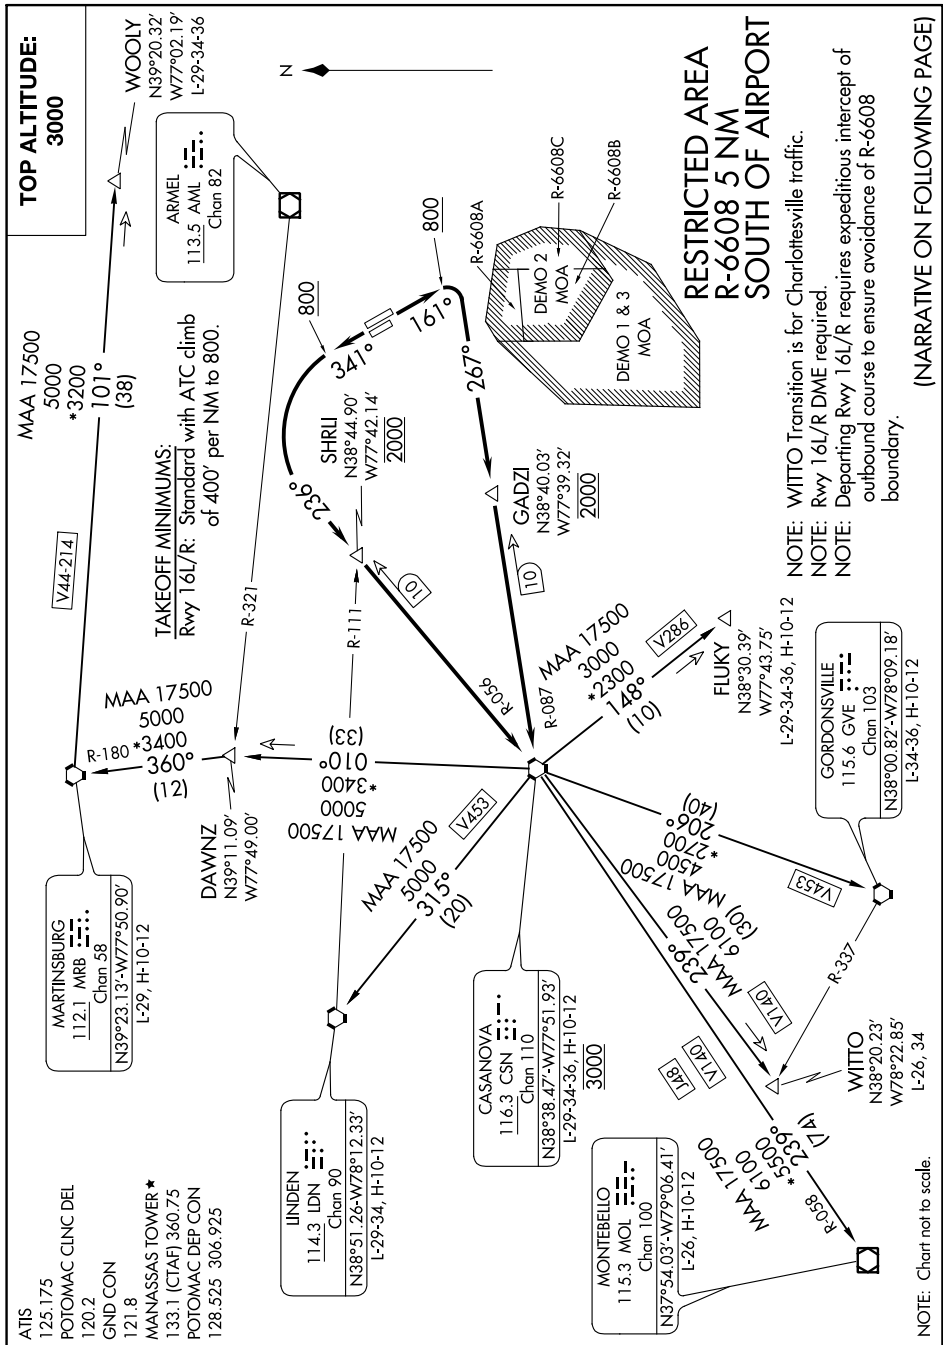 ATIS
125.175
POTOMAC CLNC DEL
120.2
GND CON
121.8
MANASSAS TOWER★
133.1 (CTAF) 360.75
POTOMAC DEP CON
128.525 306.925
TOP ALTITUDE:
3000
MARTINSBURG
112.1 MRB
Chan 58
N39°23.13′-W77°50.90′
L-29, H-10-12
MAA 17500
5000
*3200
101°
(38)
V44-214
WOOLY
N39°20.32′
W77°02.19′
L-29-34-36
ARMEL
113.5 AML
Chan 82
N
TAKEOFF MINIMUMS:
Rwy 16L/R: Standard with ATC climb
of 400′ per NM to 800.
R-321
MAA 17500
5000
*3400
R-180
360°
(12)
DAWNZ
N39°11.09′
W77°49.00′
LINDEN
114.3 LDN
Chan 90
N38°51.26-W78°12.33′
L-29-34, H-10-12
R-111
MAA 17500
5000
*3400
010°
(33)
MAA 17500
5000
315°
(20)
V453
800
341°
161°
800
236°
SHRLI
N38°44.90′
W77°42.14′
2000
10
R-056
267°
GADZI
N38°40.03′
W77°39.32′
2000
10
R-087
CASANOVA
116.3 CSN
Chan 110
N38°38.47′-W77°51.93′
L-29-34-36, H-10-12
3000
MAA 17500
3000
*2300
148°
(10)
V286
FLUKY
N38°30.39′
W77°43.75′
L-29-34-36, H-10-12
MAA 17500
4500
*2700
206°
(40)
V453
GORDONSVILLE
115.6 GVE
Chan 103
N38°00.82′-W78°09.18′
L-34-36, H-10-12
R-337
239°
MAA 17500
6100
(30)
V140
WITTO
N38°20.23′
W78°22.85′
L-26, 34
J48
V140
MAA 17500
6100
*5500
239°
(74)
R-058
MONTEBELLO
115.3 MOL
Chan 100
N37°54.03′-W79°06.41′
L-26, H-10-12
R-6608A
R-6608C
R-6608B
DEMO 2
MOA
DEMO 1 & 3
MOA
RESTRICTED AREA
R-6608 5 NM
SOUTH OF AIRPORT
NOTE: WITTO Transition is for Charlottesville traffic.
NOTE: Rwy 16L/R DME required.
NOTE: Departing Rwy 16L/R requires expeditious intercept of
outbound course to ensure avoidance of R-6608
boundary.
NOTE: Chart not to scale.
(NARRATIVE ON FOLLOWING PAGE)